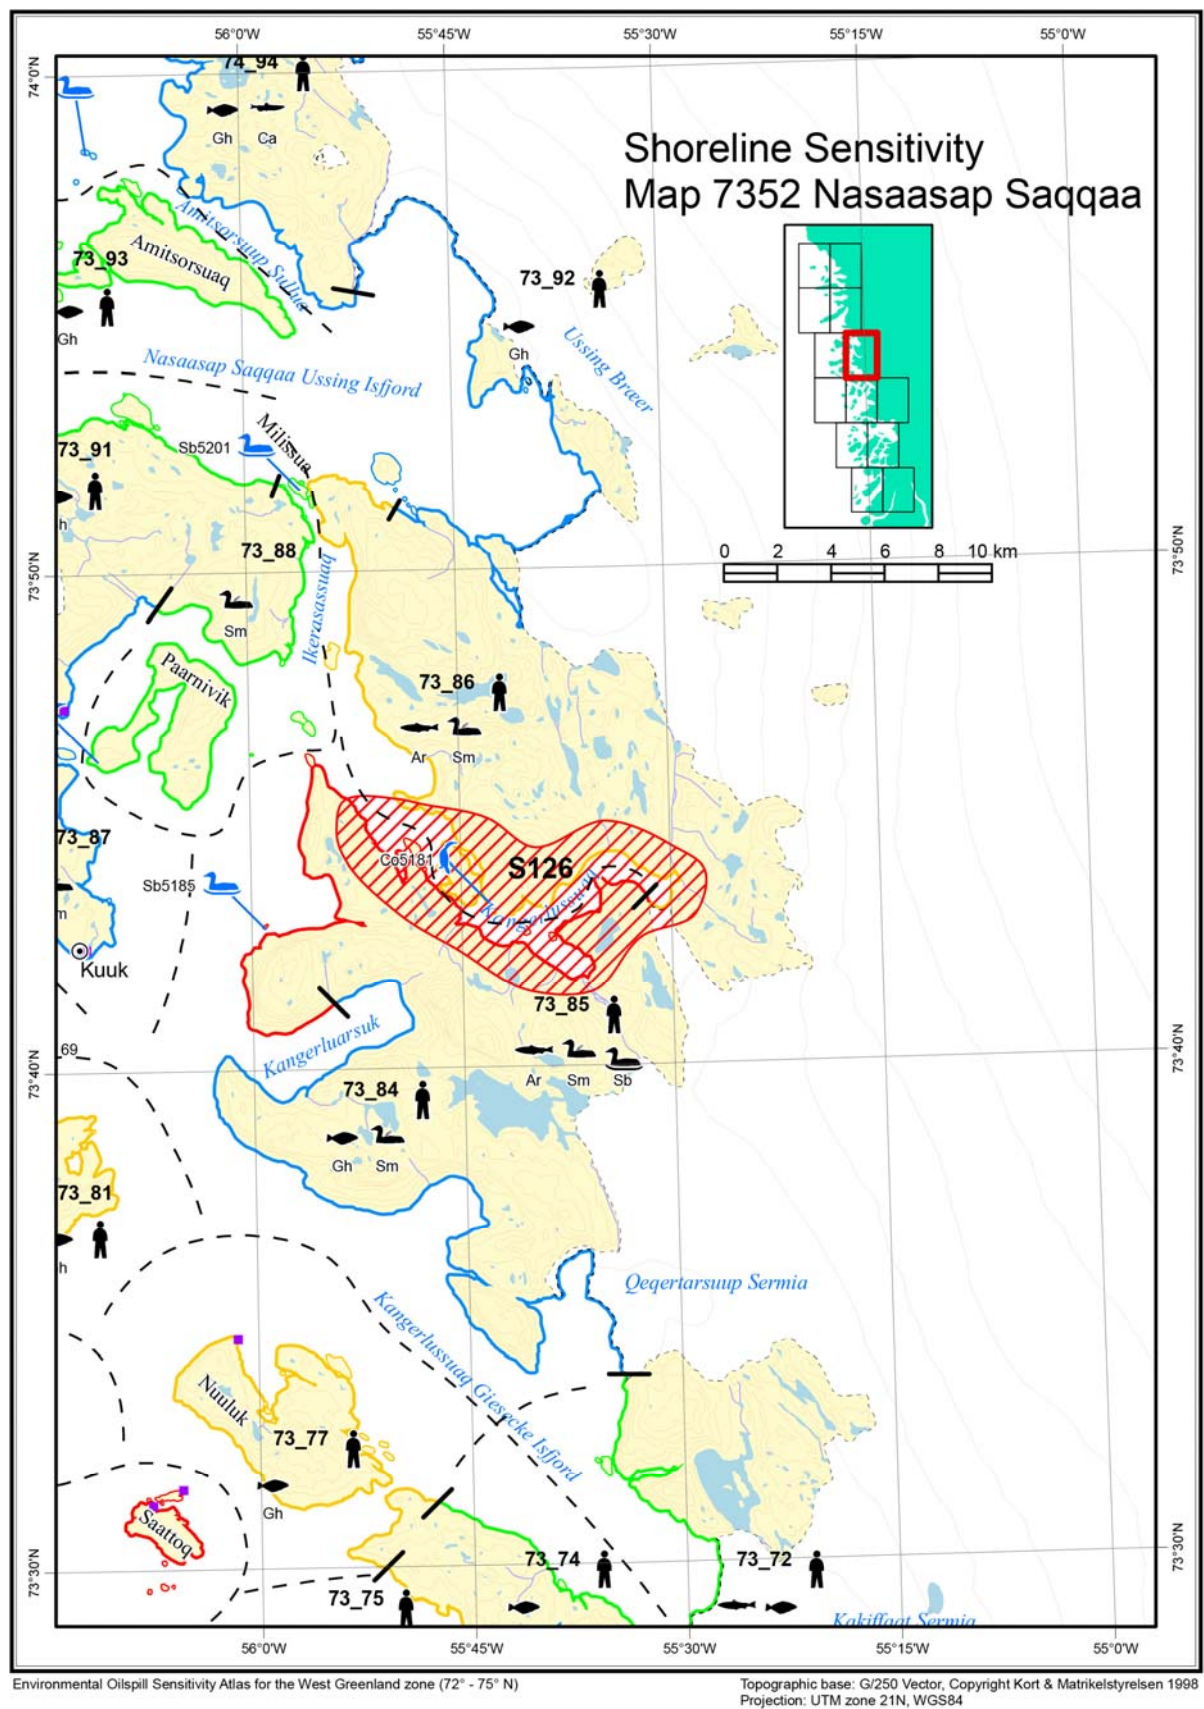 56°0'W 55°45'W 55°30'W 55°15'W 55°0'W
74°0'N
74_94
Gh Ca
Shoreline Sensitivity
Map 7352 Nasaasap Saqqaa
Amitsorsuup Sullua
Amitsorsuaq
73_93
Gh
73_92
Gh
Ussing Bræer
Nasaasap Saqqaa Ussing Isfjord
Milissua
Sb5201
73_91
h
73_88
Sm
0 2 4 6 8 10 km
73°50'N
73°50'N
Ikerasassuaq
Paarnivik
73_86
Ar Sm
73_87
m
Co5181
S126
Kangerlussuaq
Sb5185
Kuuk
73_85
Ar Sm Sb
69
Kangerluarsuk
73°40'N
73°40'N
73_84
Gh Sm
73_81
h
Qeqertarsuup Sermia
Kangerlussuaq Giesecke Isfjord
Nuuluk
73_77
Gh
Saattoq
73_74
73_72
73_75
Kakiffaat Sermia
73°30'N
73°30'N
56°0'W 55°45'W 55°30'W 55°15'W 55°0'W
Environmental Oilspill Sensitivity Atlas for the West Greenland zone (72° - 75° N)
Topographic base: G/250 Vector, Copyright Kort & Matrikelstyrelsen 1998
Projection: UTM zone 21N, WGS84